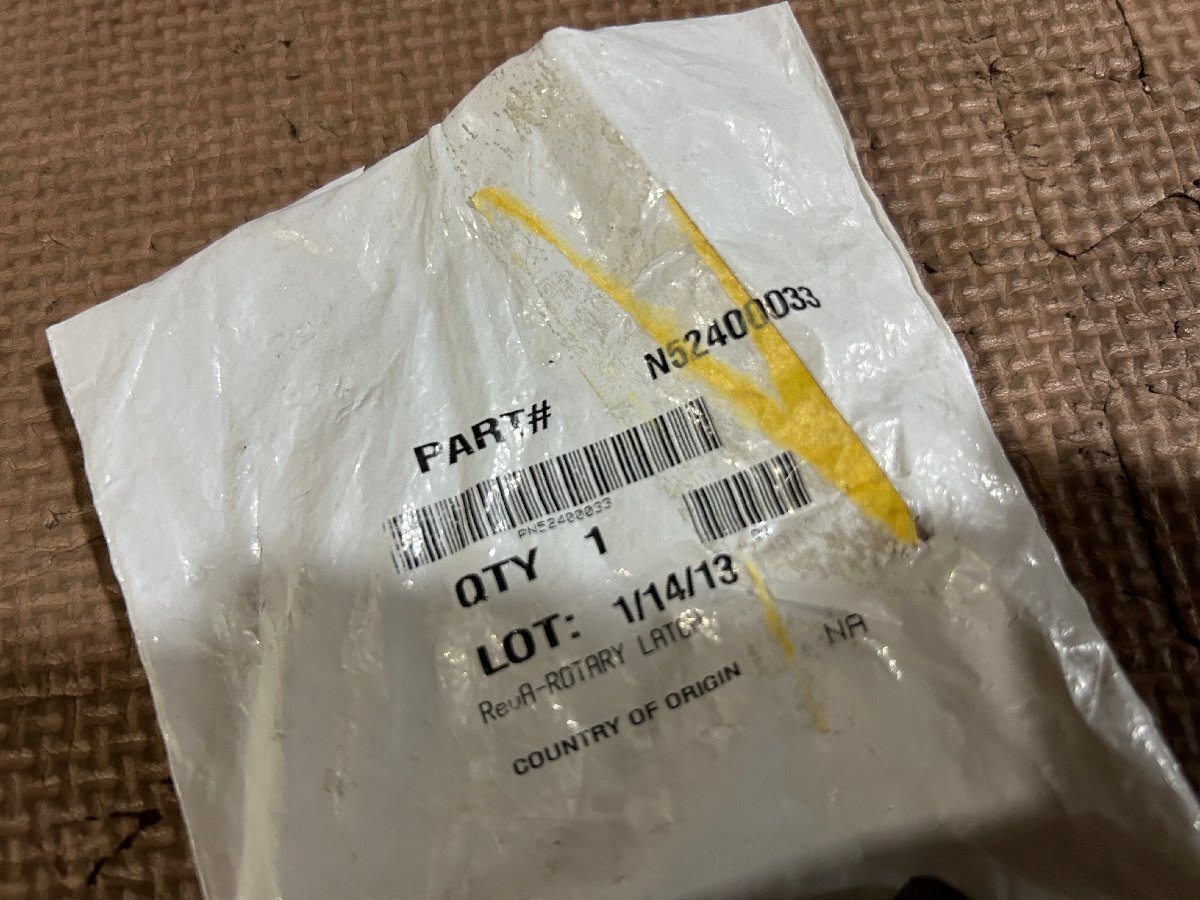 PART# N52400033
PN52400033
QTY 1
LOT: 1/14/13
RevA-ROTARY LATCH
COUNTRY OF ORIGIN NA